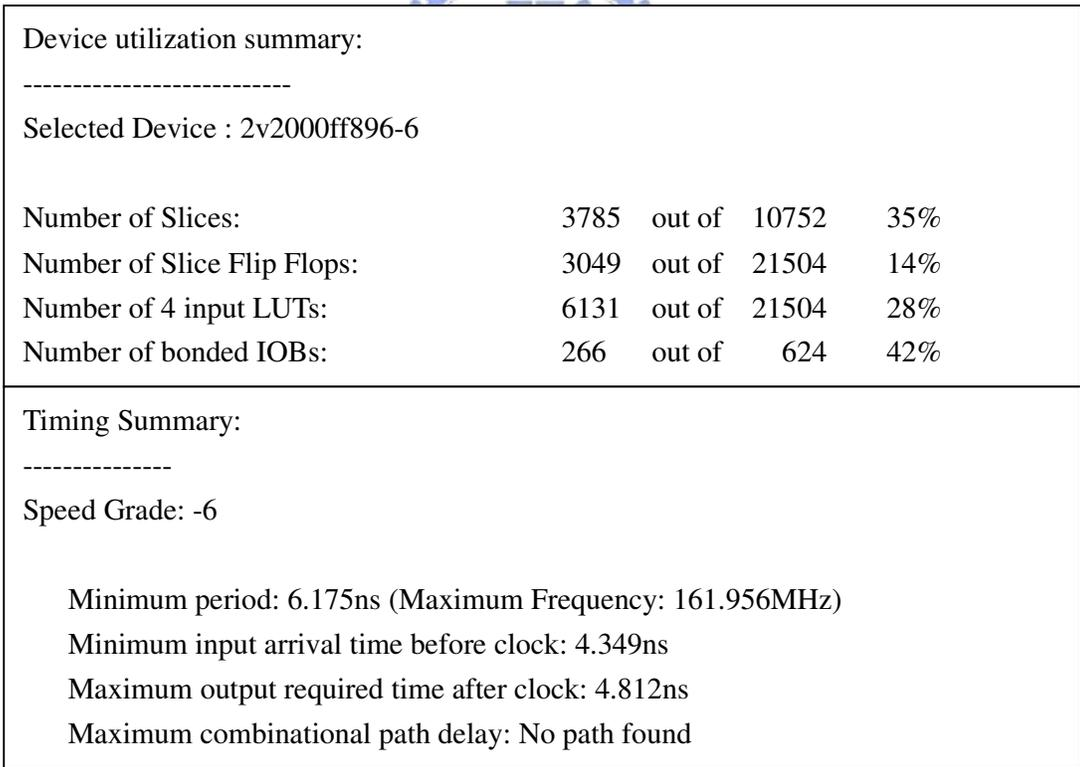 Device utilization summary:
---------------------------
Selected Device : 2v2000ff896-6
Number of Slices: 3785 out of 10752 35%
Number of Slice Flip Flops: 3049 out of 21504 14%
Number of 4 input LUTs: 6131 out of 21504 28%
Number of bonded IOBs: 266 out of 624 42%
Timing Summary:
---------------
Speed Grade: -6
Minimum period: 6.175ns (Maximum Frequency: 161.956MHz)
Minimum input arrival time before clock: 4.349ns
Maximum output required time after clock: 4.812ns
Maximum combinational path delay: No path found